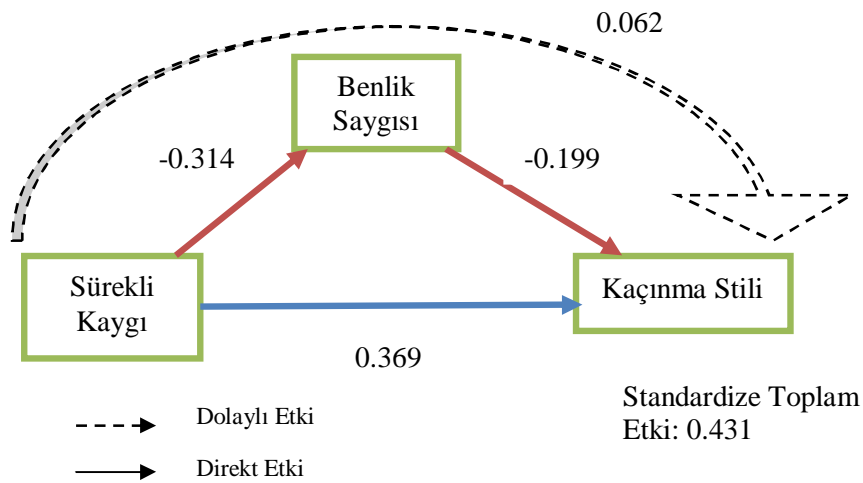 0.062
Benlik
Saygısı
-0.314
-0.199
Sürekli
Kaygı
Kaçınma Stili
0.369
Standardize Toplam
Etki: 0.431
Dolaylı Etki
Direkt Etki